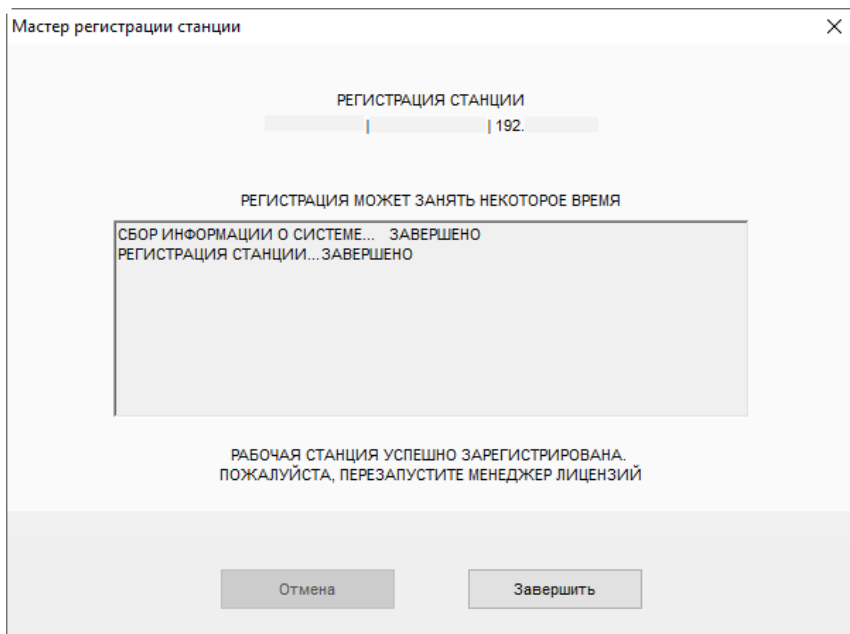 Мастер регистрации станции
РЕГИСТРАЦИЯ СТАНЦИИ
| | 192.
РЕГИСТРАЦИЯ МОЖЕТ ЗАНЯТЬ НЕКОТОРОЕ ВРЕМЯ
СБОР ИНФОРМАЦИИ О СИСТЕМЕ... ЗАВЕРШЕНО
РЕГИСТРАЦИЯ СТАНЦИИ...ЗАВЕРШЕНО
РАБОЧАЯ СТАНЦИЯ УСПЕШНО ЗАРЕГИСТРИРОВАНА.
ПОЖАЛУЙСТА, ПЕРЕЗАПУСТИТЕ МЕНЕДЖЕР ЛИЦЕНЗИЙ
Отмена Завершить